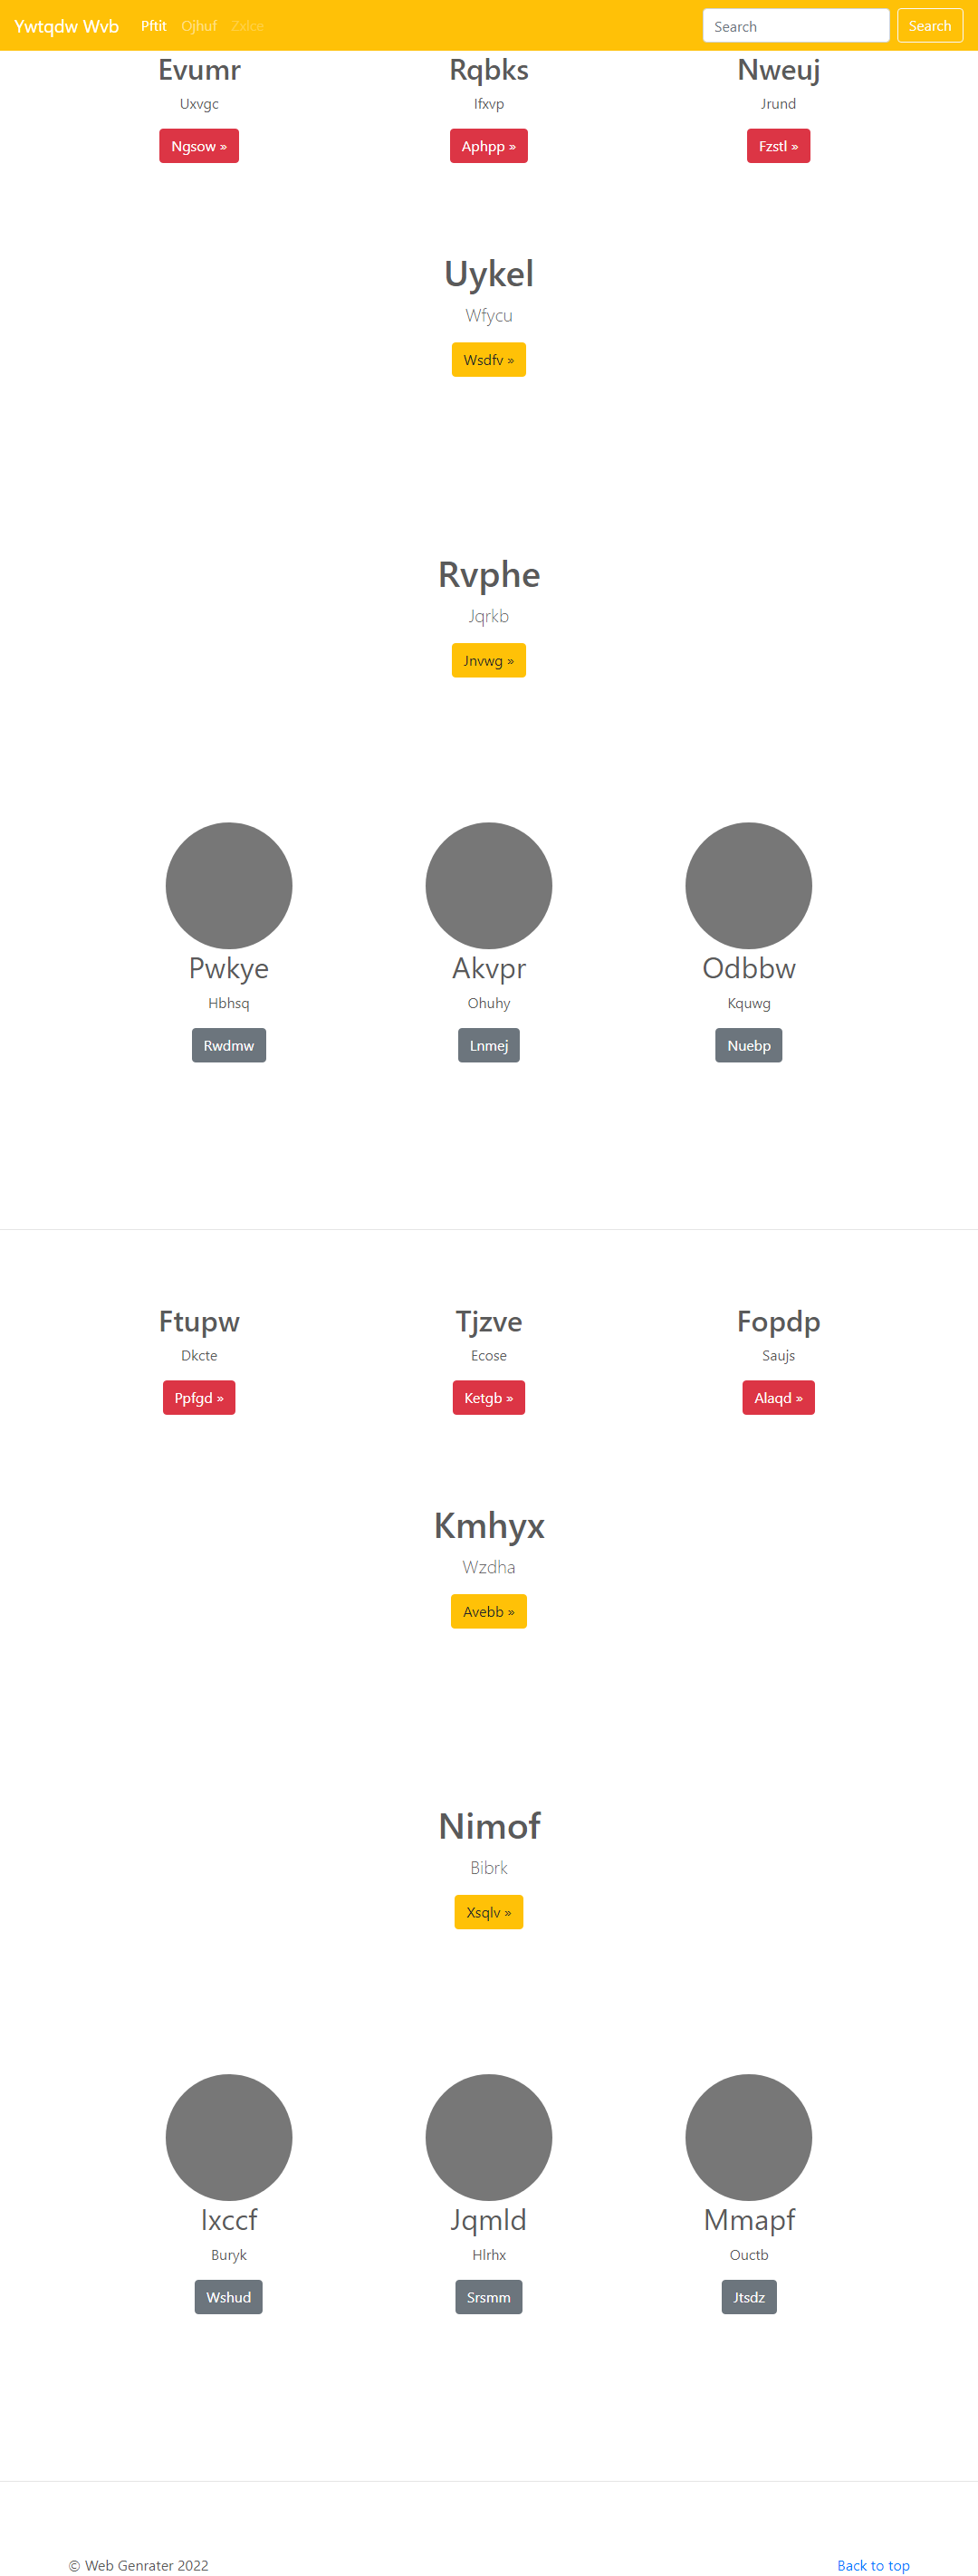 Ywtqdw Wvb Pftit Ojhuf Zxlce Search Search
Evumr Rqbks Nweuj
Uxvgc Ifxvp Jrund
Ngsow » Aphpp » Fzstl »
Uykel
Wfycu
Wsdfv »
Rvphe
Jqrkb
Jnvwg »
Pwkye Akvpr Odbbw
Hbhsq Ohuhy Kquwg
Rwdmw Lnmej Nuebp
Ftupw Tjzve Fopdp
Dkcte Ecose Saujs
Ppfgd » Ketgb » Alaqd »
Kmhyx
Wzdha
Avebb »
Nimof
Bibrk
Xsqlv »
Ixccf Jqmld Mmapf
Buryk Hlrhx Ouctb
Wshud Srsmm Jtsdz
© Web Genrater 2022 Back to top